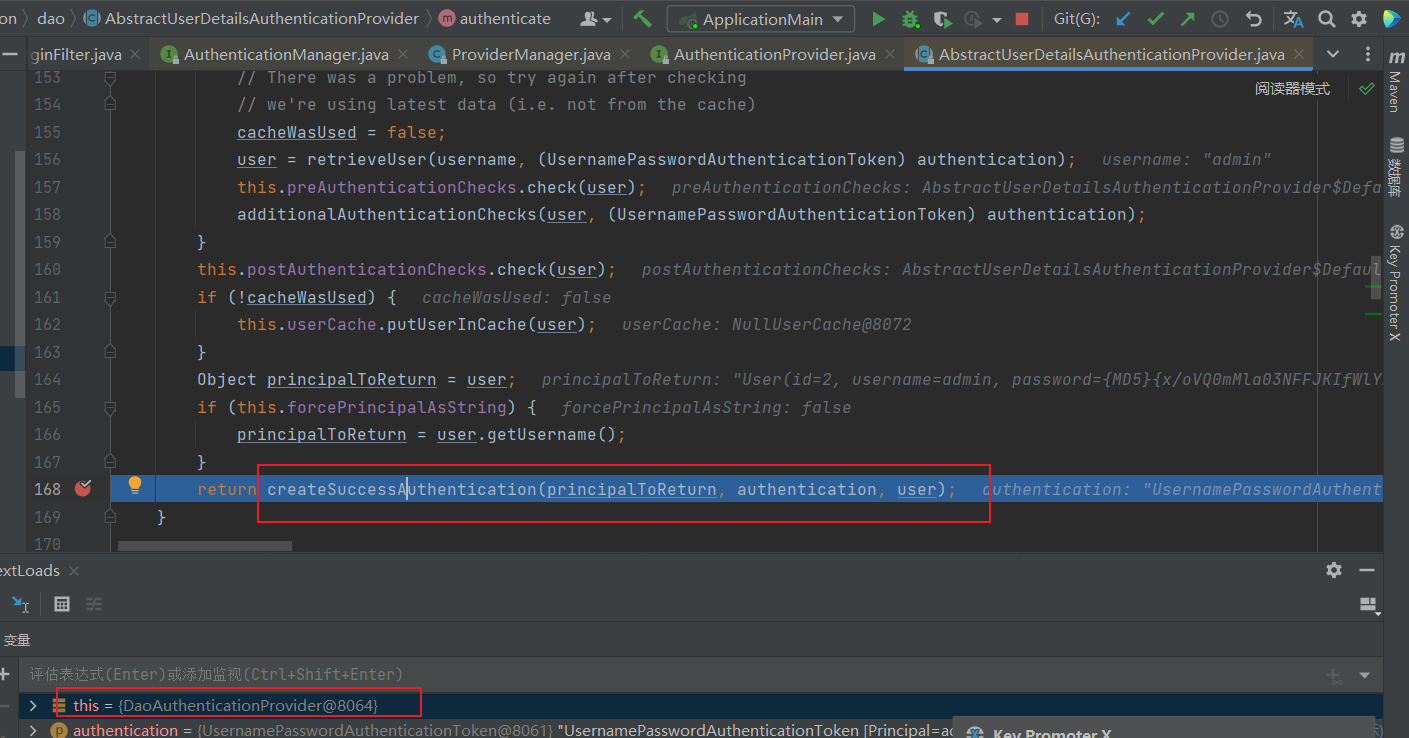 on 〉 dao 〉 AbstractUserDetailsAuthenticationProvider 〉 m authenticate ApplicationMain Git(G):
ginFilter.java AuthenticationManager.java ProviderManager.java AuthenticationProvider.java AbstractUserDetailsAuthenticationProvider.java
阅读器模式
153 // There was a problem, so try again after checking
154 // we're using latest data (i.e. not from the cache)
155 cacheWasUsed = false;
156 user = retrieveUser(username, (UsernamePasswordAuthenticationToken) authentication); username: "admin"
157 this.preAuthenticationChecks.check(user); preAuthenticationChecks: AbstractUserDetailsAuthenticationProvider$Defa
158 additionalAuthenticationChecks(user, (UsernamePasswordAuthenticationToken) authentication);
159 }
160 this.postAuthenticationChecks.check(user); postAuthenticationChecks: AbstractUserDetailsAuthenticationProvider$Defaul
161 if (!cacheWasUsed) { cacheWasUsed: false
162 this.userCache.putUserInCache(user); userCache: NullUserCache@8072
163 }
164 Object principalToReturn = user; principalToReturn: "User(id=2, username=admin, password={MD5}{x/oVQ0mMla03NFFJKIfWlY
165 if (this.forcePrincipalAsString) { forcePrincipalAsString: false
166 principalToReturn = user.getUsername();
167 }
168 return createSuccessAuthentication(principalToReturn, authentication, user); authentication: "UsernamePasswordAuthent
169 }
170
m Maven
数据库
Key Promoter X
extLoads
变量
评估表达式(Enter)或添加监视(Ctrl+Shift+Enter)
this = {DaoAuthenticationProvider@8064}
p authentication = {UsernamePasswordAuthenticationToken@8061} "UsernamePasswordAuthenticationToken [Principal=ac
Key Promoter X